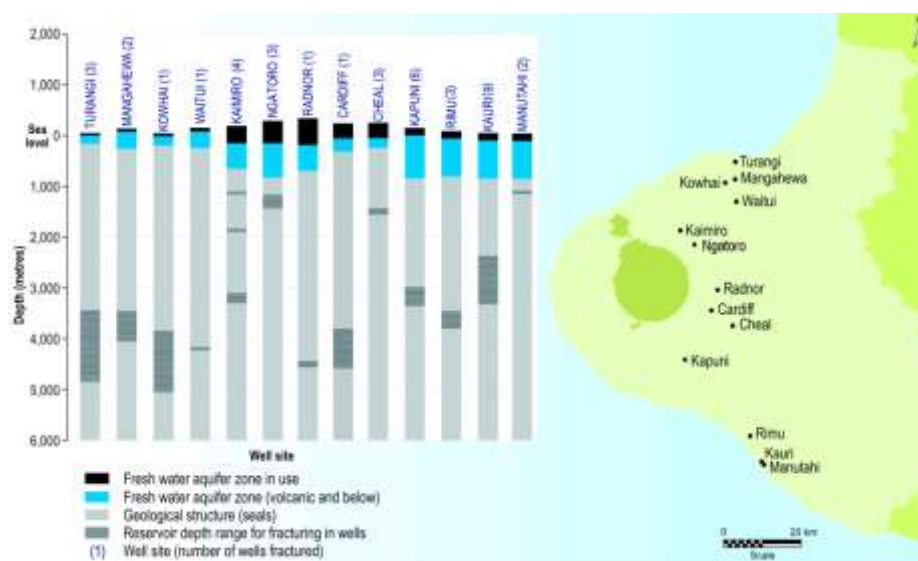 2,000
1,000
Sea level
0
1,000
2,000
3,000
4,000
5,000
6,000
Depth (metres)
TURANGI (3)
MANGAHEWA (2)
KOWHAI (1)
WAITUI (1)
KAIMIRO (4)
NGATORO (3)
RADNOR (1)
CARDIFF (1)
CHEAL (3)
KAPUNI (6)
RIMU (3)
KAURI (9)
MANUTAHI (2)
Well site
Fresh water aquifer zone in use
Fresh water aquifer zone (volcanic and below)
Geological structure (seals)
Reservoir depth range for fracturing in wells
(1) Well site (number of wells fractured)
Turangi
Mangahewa
Kowhai
Waitui
Kaimiro
Ngatoro
Radnor
Cardiff
Cheal
Kapuni
Rimu
Kauri
Manutahi
0 25 km
Scale